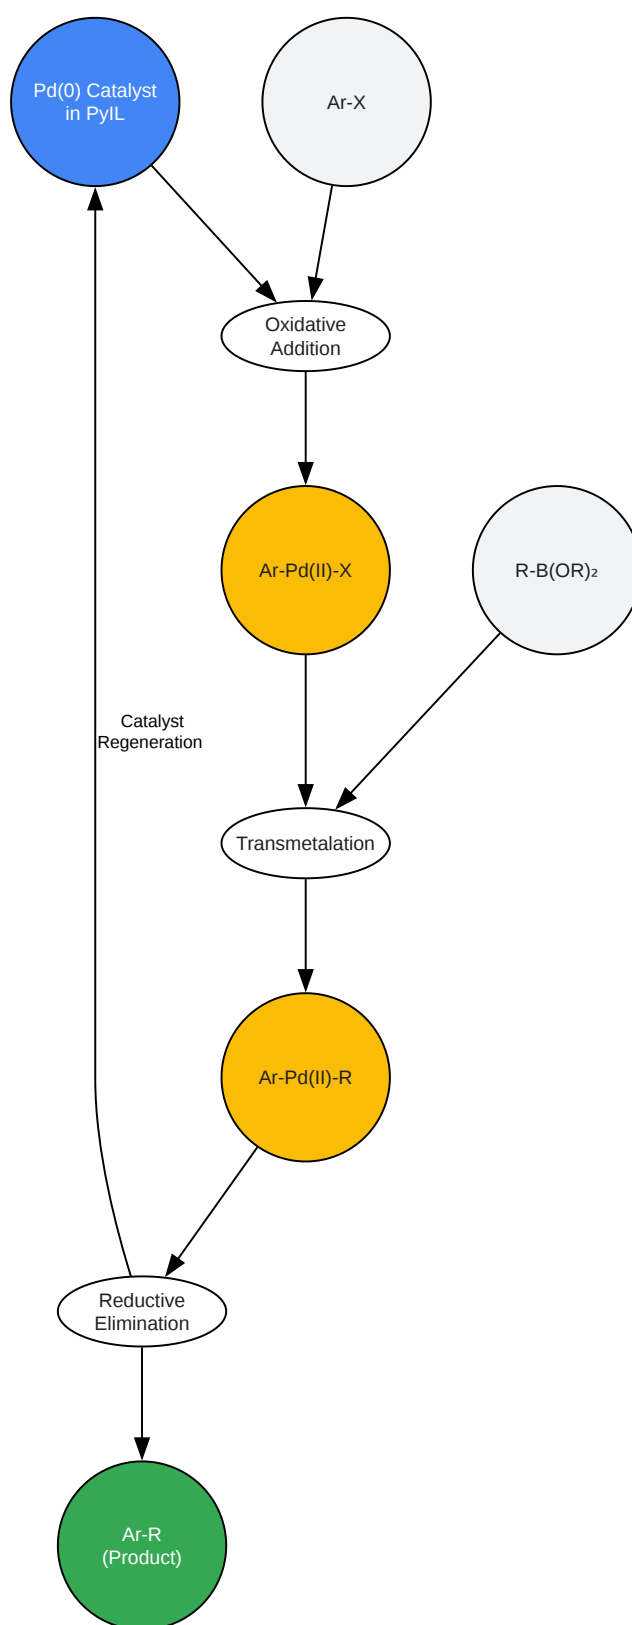 Pd(0) Catalyst
in PyIL
Ar-X
Oxidative
Addition
Ar-Pd(II)-X
R-B(OR)₂
Catalyst
Regeneration
Transmetalation
Ar-Pd(II)-R
Reductive
Elimination
Ar-R
(Product)